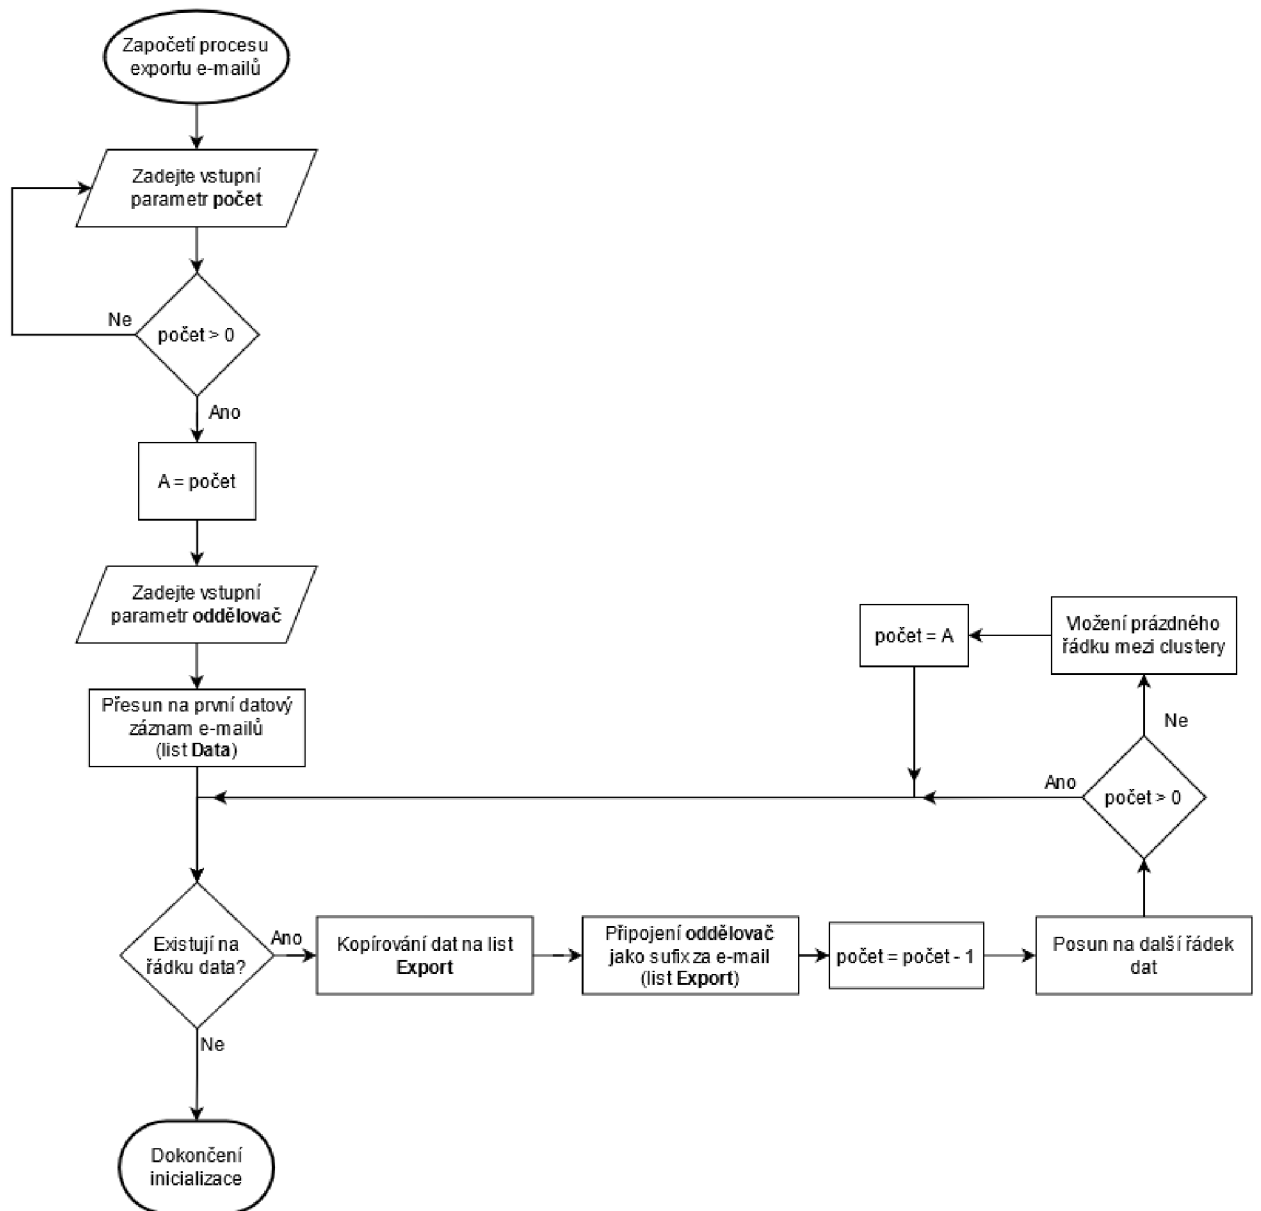 Započetí procesu
exportu e-mailů
Zadejte vstupní
parametr počet
Ne
počet > 0
Ano
A = počet
Zadejte vstupní
parametr oddělovač
Přesun na první datový
záznam e-mailů
(list Data)
počet = A
Vložení prázdného
řádku mezi clustery
Ne
Ano
počet > 0
Existují na
řádku data?
Ano
Kopírování dat na list
Export
Připojení oddělovač
jako sufix za e-mail
(list Export)
počet = počet - 1
Posun na další řádek
dat
Ne
Dokončení
inicializace